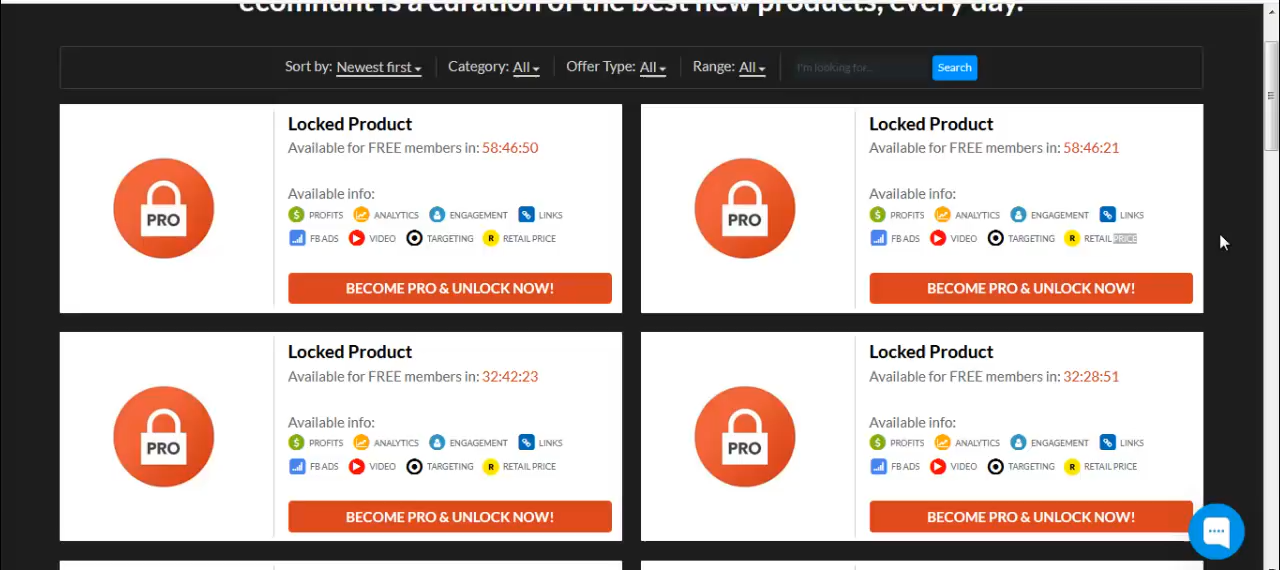 ecomhunt is a curation of the best new products, every day.
Sort by: Newest first Category: All Offer Type: All Range: All I'm looking for.. Search
Locked Product
Available for FREE members in: 58:46:50
Available info:
PROFITS ANALYTICS ENGAGEMENT LINKS
FB ADS VIDEO TARGETING R RETAIL PRICE
PRO
BECOME PRO & UNLOCK NOW!
Locked Product
Available for FREE members in: 58:46:21
Available info:
PROFITS ANALYTICS ENGAGEMENT LINKS
FB ADS VIDEO TARGETING R RETAIL PRICE
PRO
BECOME PRO & UNLOCK NOW!
Locked Product
Available for FREE members in: 32:42:23
Available info:
PROFITS ANALYTICS ENGAGEMENT LINKS
FB ADS VIDEO TARGETING R RETAIL PRICE
PRO
BECOME PRO & UNLOCK NOW!
Locked Product
Available for FREE members in: 32:28:51
Available info:
PROFITS ANALYTICS ENGAGEMENT LINKS
FB ADS VIDEO TARGETING R RETAIL PRICE
PRO
BECOME PRO & UNLOCK NOW!